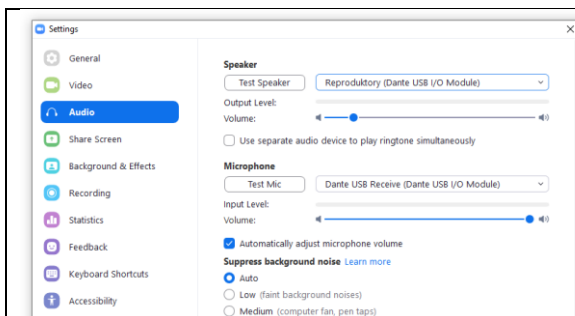 Settings
General
Video
Audio
Share Screen
Background & Effects
Recording
Statistics
Feedback
Keyboard Shortcuts
Accessibility
Speaker
Test Speaker Reproduktory (Dante USB I/O Module)
Output Level:
Volume:
Use separate audio device to play ringtone simultaneously
Microphone
Test Mic Dante USB Receive (Dante USB I/O Module)
Input Level:
Volume:
Automatically adjust microphone volume
Suppress background noise Learn more
Auto
Low (faint background noises)
Medium (computer fan, pen taps)